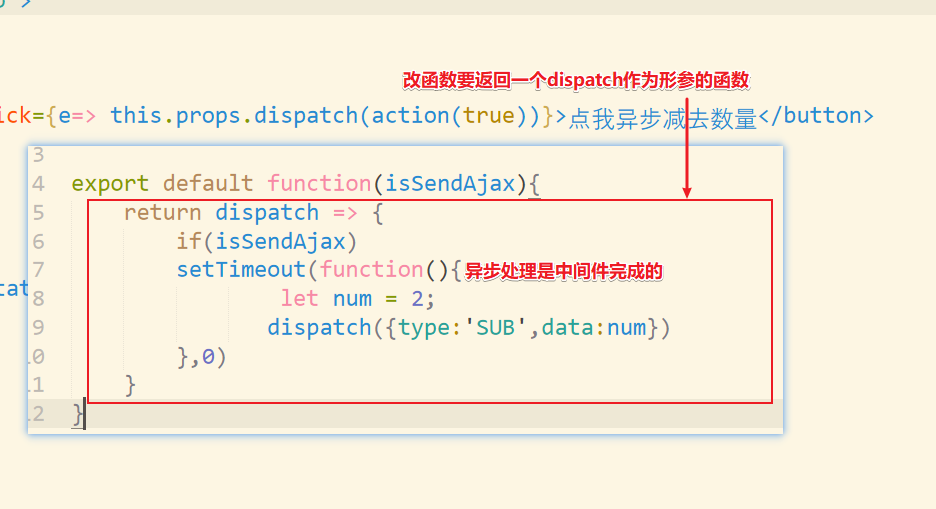 改函数要返回一个dispatch作为形参的函数
ick={e=> this.props.dispatch(action(true))}>点我异步减去数量</button>
3
4 export default function(isSendAjax){
5 return dispatch => {
6 if(isSendAjax)
7 setTimeout(function(){ 异步处理是中间件完成的
tat
8 let num = 2;
9 dispatch({type:'SUB',data:num})
10 },0)
11 }
12 }